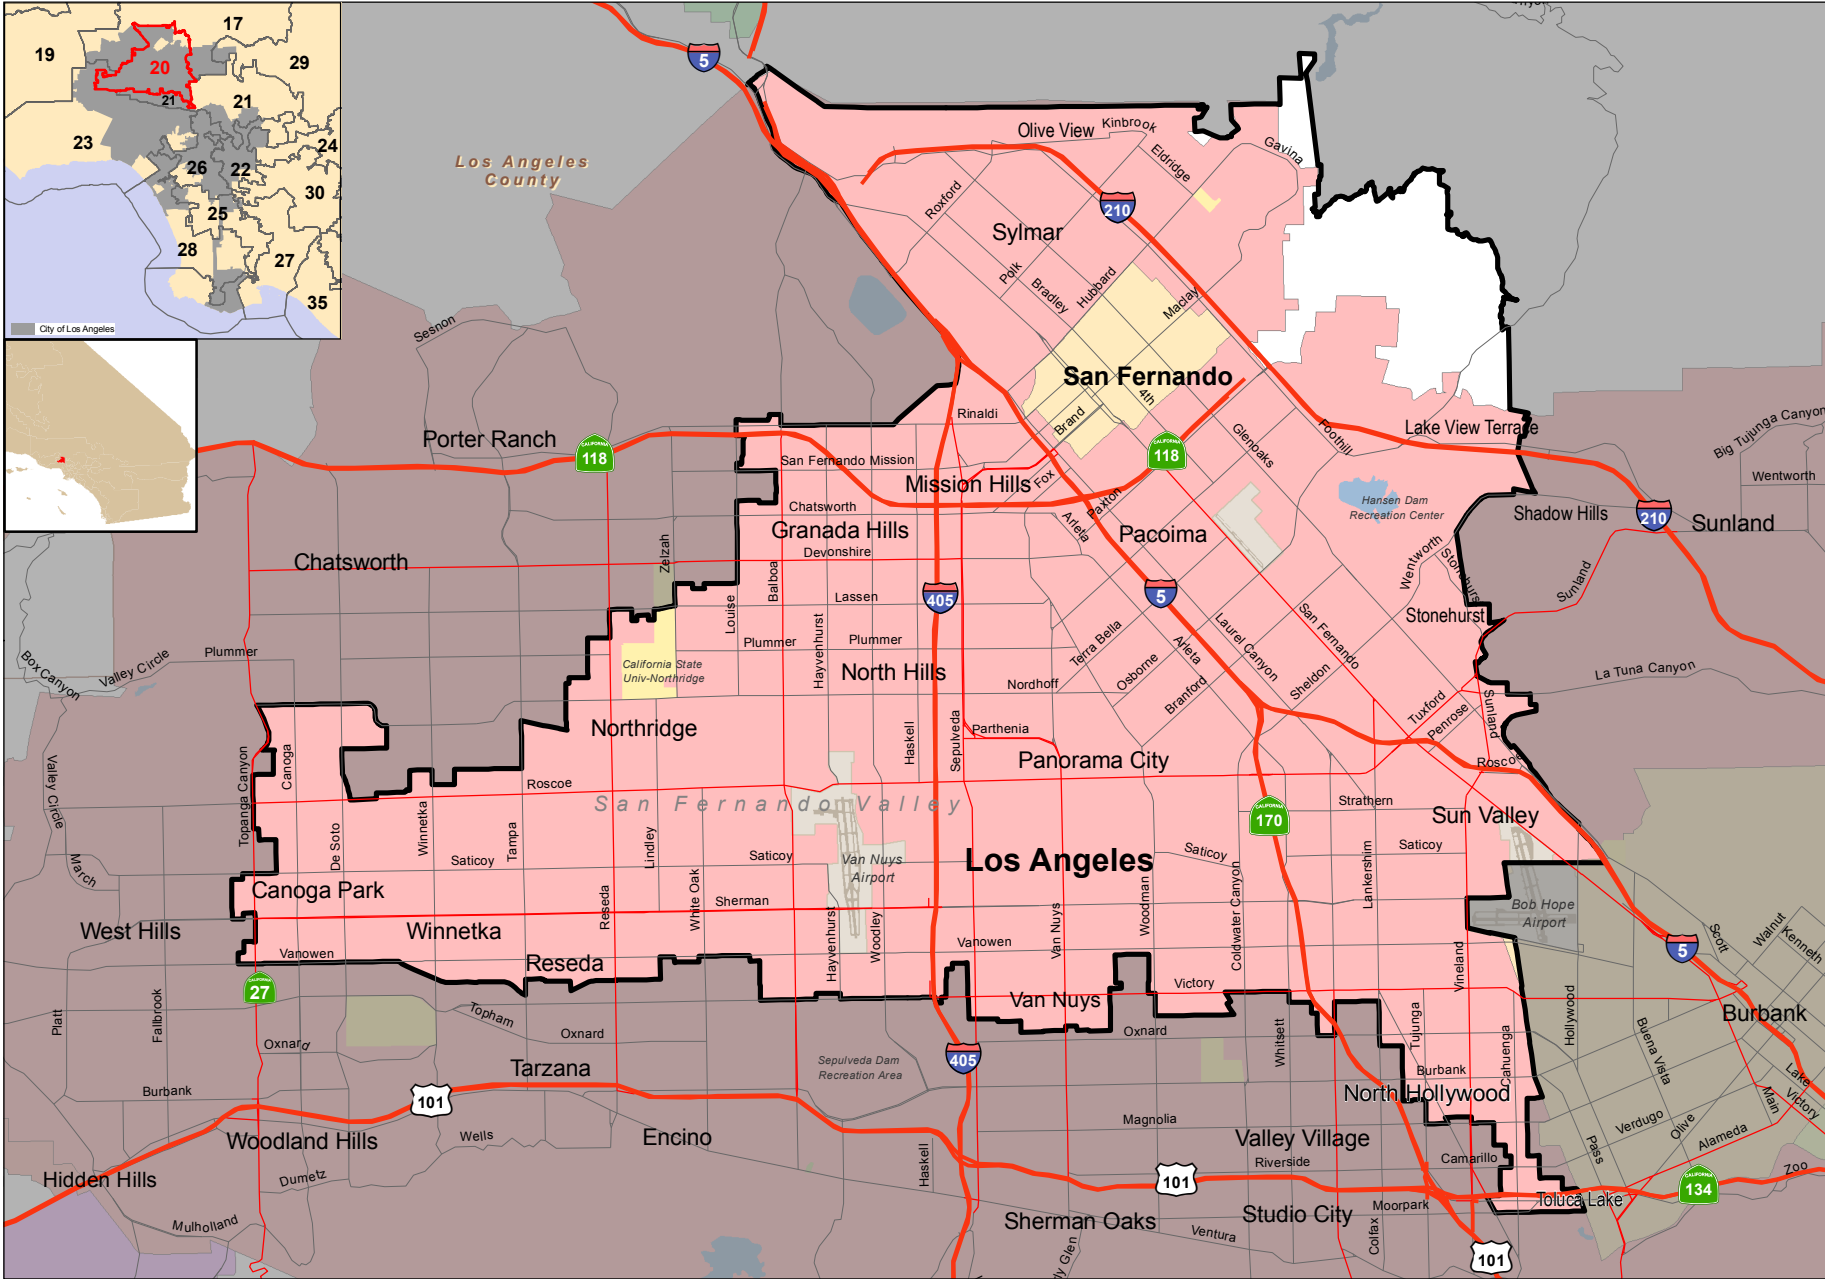 17
19
29
20
21
21
23
24
26
22
30
25
28
27
35
City of Los Angeles
5
Los Angeles
County
Olive View
Kinbrook
Gavina
Eldridge
Roxford
210
Sylmar
Polk
Bradley
Hubbard
Maclay
Sesnon
San Fernando
4th
Brand
Rinaldi
Porter Ranch
CALIFORNIA
118
San Fernando Mission
Mission Hills
Fox
CALIFORNIA
118
Glenoaks
Foothill
Lake View Terrace
Big Tujunga Canyon
Wentworth
Chatsworth
Granada Hills
Devonshire
Arleta
Paxton
Pacoima
Hansen Dam
Recreation Center
Shadow Hills
210
Sunland
Chatsworth
Zelzah
Balboa
Louise
Lassen
405
5
Wentworth
Stonehurst
Sunland
Stonehurst
Plummer
Plummer
Hayvenhurst
North Hills
Terra Bella
Osborne
Arleta
Branford
Laurel Canyon
San Fernando
Sheldon
Nordhoff
Box Canyon
Valley Circle
Plummer
California State
Univ-Northridge
La Tuna Canyon
Northridge
Haskell
Sepulveda
Parthenia
Panorama City
Tuxford
Penrose
Sunland
Roscoe
Valley Circle
Topanga Canyon
Canoga
Roscoe
San Fernando Valley
CALIFORNIA
170
Strathern
Sun Valley
De Soto
Winnetka
Tampa
Saticoy
Lindley
Saticoy
Van Nuys
Airport
Los Angeles
Saticoy
Saticoy
March
Canoga Park
Reseda
White Oak
Sherman
Hayvenhurst
Woodley
Van Nuys
Woodman
Coldwater Canyon
Lankershim
Bob Hope
Airport
West Hills
Winnetka
Vanowen
Reseda
Vanowen
Vineland
5
Scott
Walnut
Kenneth
CALIFORNIA
27
Victory
Van Nuys
Platt
Fallbrook
Topham
Oxnard
Oxnard
Oxnard
Whitsett
Tujunga
Cahuenga
Hollywood
Buena Vista
Burbank
Tarzana
Sepulveda Dam
Recreation Area
405
Burbank
Burbank
North Hollywood
Lake
Victory
Main
101
Magnolia
Verdugo
Olive
Alameda
Woodland Hills
Wells
Encino
Haskell
Valley Village
Riverside
Camarillo
Pass
Hidden Hills
Dumetz
101
CALIFORNIA
134
Zoo
Mulholland
Sherman Oaks
Ventura
Studio City
Moorpark
Colfax
Toluca Lake
101